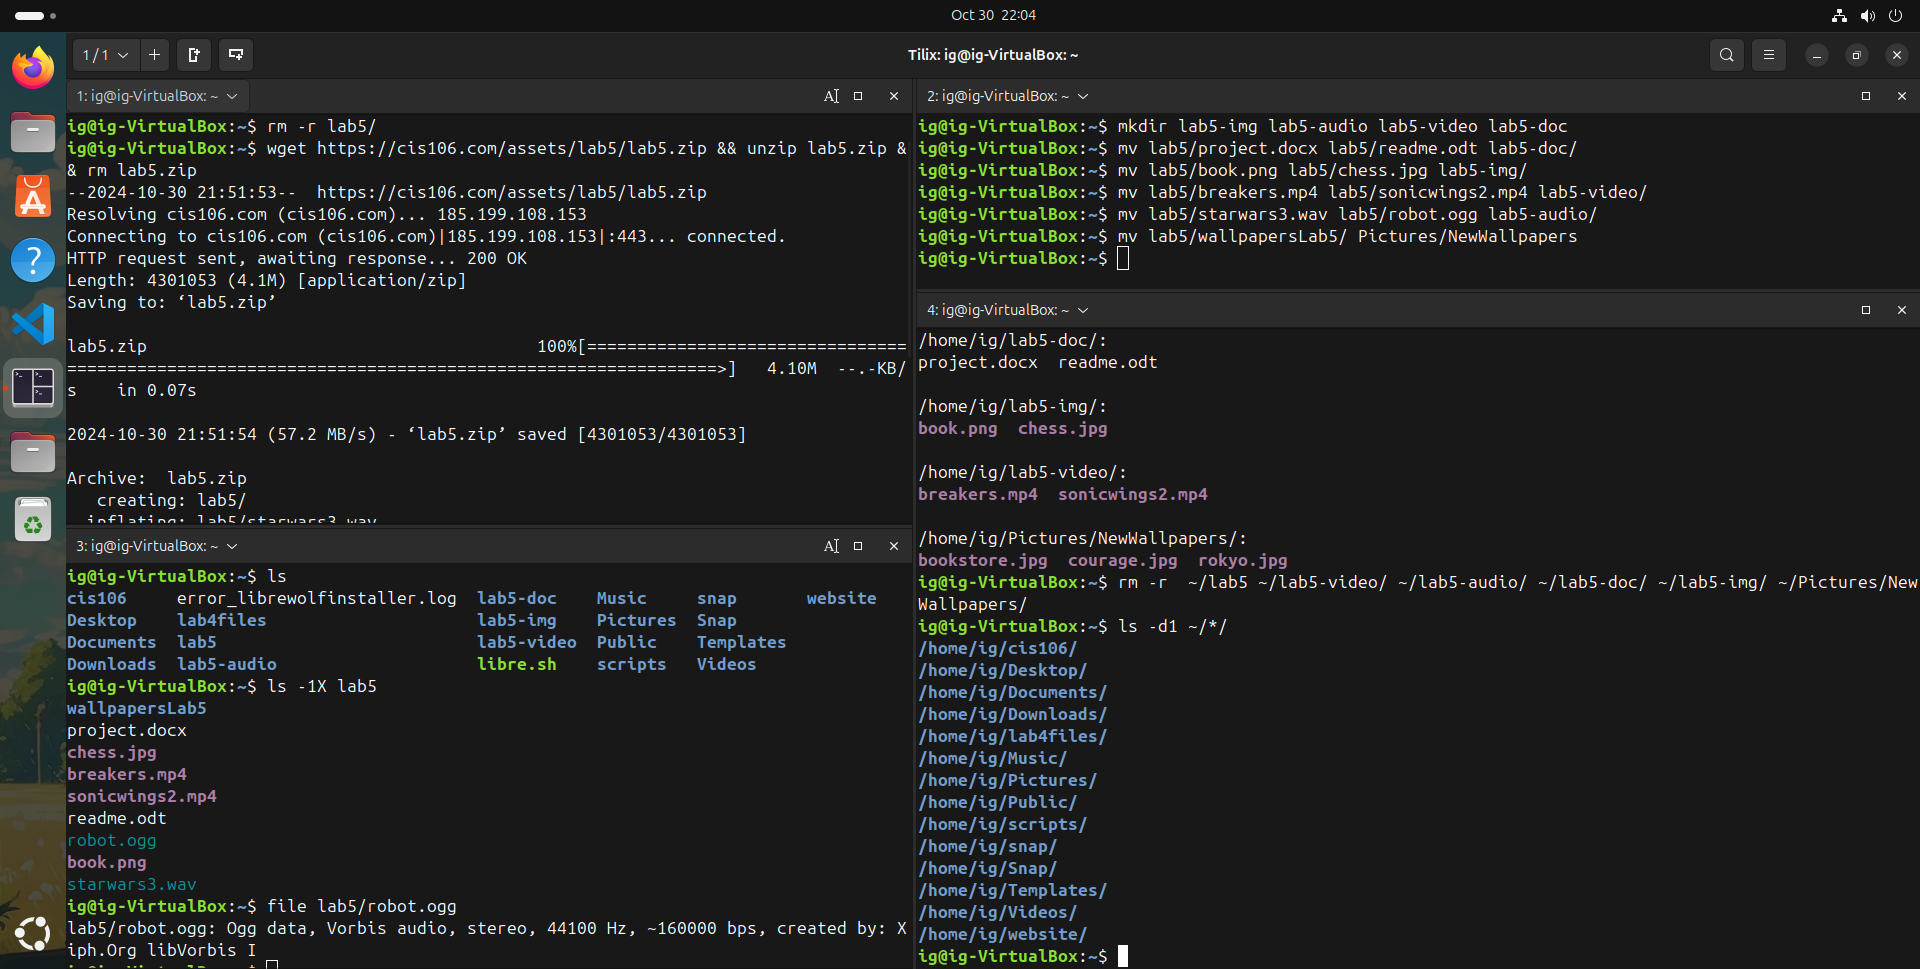 Oct 30 22:04
1 / 1
Tilix: ig@ig-VirtualBox: ~
1: ig@ig-VirtualBox: ~
ig@ig-VirtualBox:~$ rm -r lab5/
ig@ig-VirtualBox:~$ wget https://cis106.com/assets/lab5/lab5.zip && unzip lab5.zip &
& rm lab5.zip
--2024-10-30 21:51:53--  https://cis106.com/assets/lab5/lab5.zip
Resolving cis106.com (cis106.com)... 185.199.108.153
Connecting to cis106.com (cis106.com)|185.199.108.153|:443... connected.
HTTP request sent, awaiting response... 200 OK
Length: 4301053 (4.1M) [application/zip]
Saving to: ‘lab5.zip’
lab5.zip 100%[================================
=================================================================>] 4.10M --.-KB/
s in 0.07s
2024-10-30 21:51:54 (57.2 MB/s) - ‘lab5.zip’ saved [4301053/4301053]
Archive:  lab5.zip
creating: lab5/
inflating: lab5/starwars3.wav
2: ig@ig-VirtualBox: ~
ig@ig-VirtualBox:~$ mkdir lab5-img lab5-audio lab5-video lab5-doc
ig@ig-VirtualBox:~$ mv lab5/project.docx lab5/readme.odt lab5-doc/
ig@ig-VirtualBox:~$ mv lab5/book.png lab5/chess.jpg lab5-img/
ig@ig-VirtualBox:~$ mv lab5/breakers.mp4 lab5/sonicwings2.mp4 lab5-video/
ig@ig-VirtualBox:~$ mv lab5/starwars3.wav lab5/robot.ogg lab5-audio/
ig@ig-VirtualBox:~$ mv lab5/wallpapersLab5/ Pictures/NewWallpapers
ig@ig-VirtualBox:~$
3: ig@ig-VirtualBox: ~
ig@ig-VirtualBox:~$ ls
cis106 error_librewolfinstaller.log lab5-doc Music snap website
Desktop lab4files lab5-img Pictures Snap
Documents lab5 lab5-video Public Templates
Downloads lab5-audio libre.sh scripts Videos
ig@ig-VirtualBox:~$ ls -1X lab5
wallpapersLab5
project.docx
chess.jpg
breakers.mp4
sonicwings2.mp4
readme.odt
robot.ogg
book.png
starwars3.wav
ig@ig-VirtualBox:~$ file lab5/robot.ogg
lab5/robot.ogg: Ogg data, Vorbis audio, stereo, 44100 Hz, ~160000 bps, created by: X
iph.Org libVorbis I
ig@ig-VirtualBox:~$
4: ig@ig-VirtualBox: ~
/home/ig/lab5-doc/:
project.docx  readme.odt
/home/ig/lab5-img/:
book.png  chess.jpg
/home/ig/lab5-video/:
breakers.mp4  sonicwings2.mp4
/home/ig/Pictures/NewWallpapers/:
bookstore.jpg  courage.jpg  rokyo.jpg
ig@ig-VirtualBox:~$ rm -r  ~/lab5 ~/lab5-video/ ~/lab5-audio/ ~/lab5-doc/ ~/lab5-img/ ~/Pictures/New
Wallpapers/
ig@ig-VirtualBox:~$ ls -d1 ~/*/
/home/ig/cis106/
/home/ig/Desktop/
/home/ig/Documents/
/home/ig/Downloads/
/home/ig/lab4files/
/home/ig/Music/
/home/ig/Pictures/
/home/ig/Public/
/home/ig/scripts/
/home/ig/snap/
/home/ig/Snap/
/home/ig/Templates/
/home/ig/Videos/
/home/ig/website/
ig@ig-VirtualBox:~$